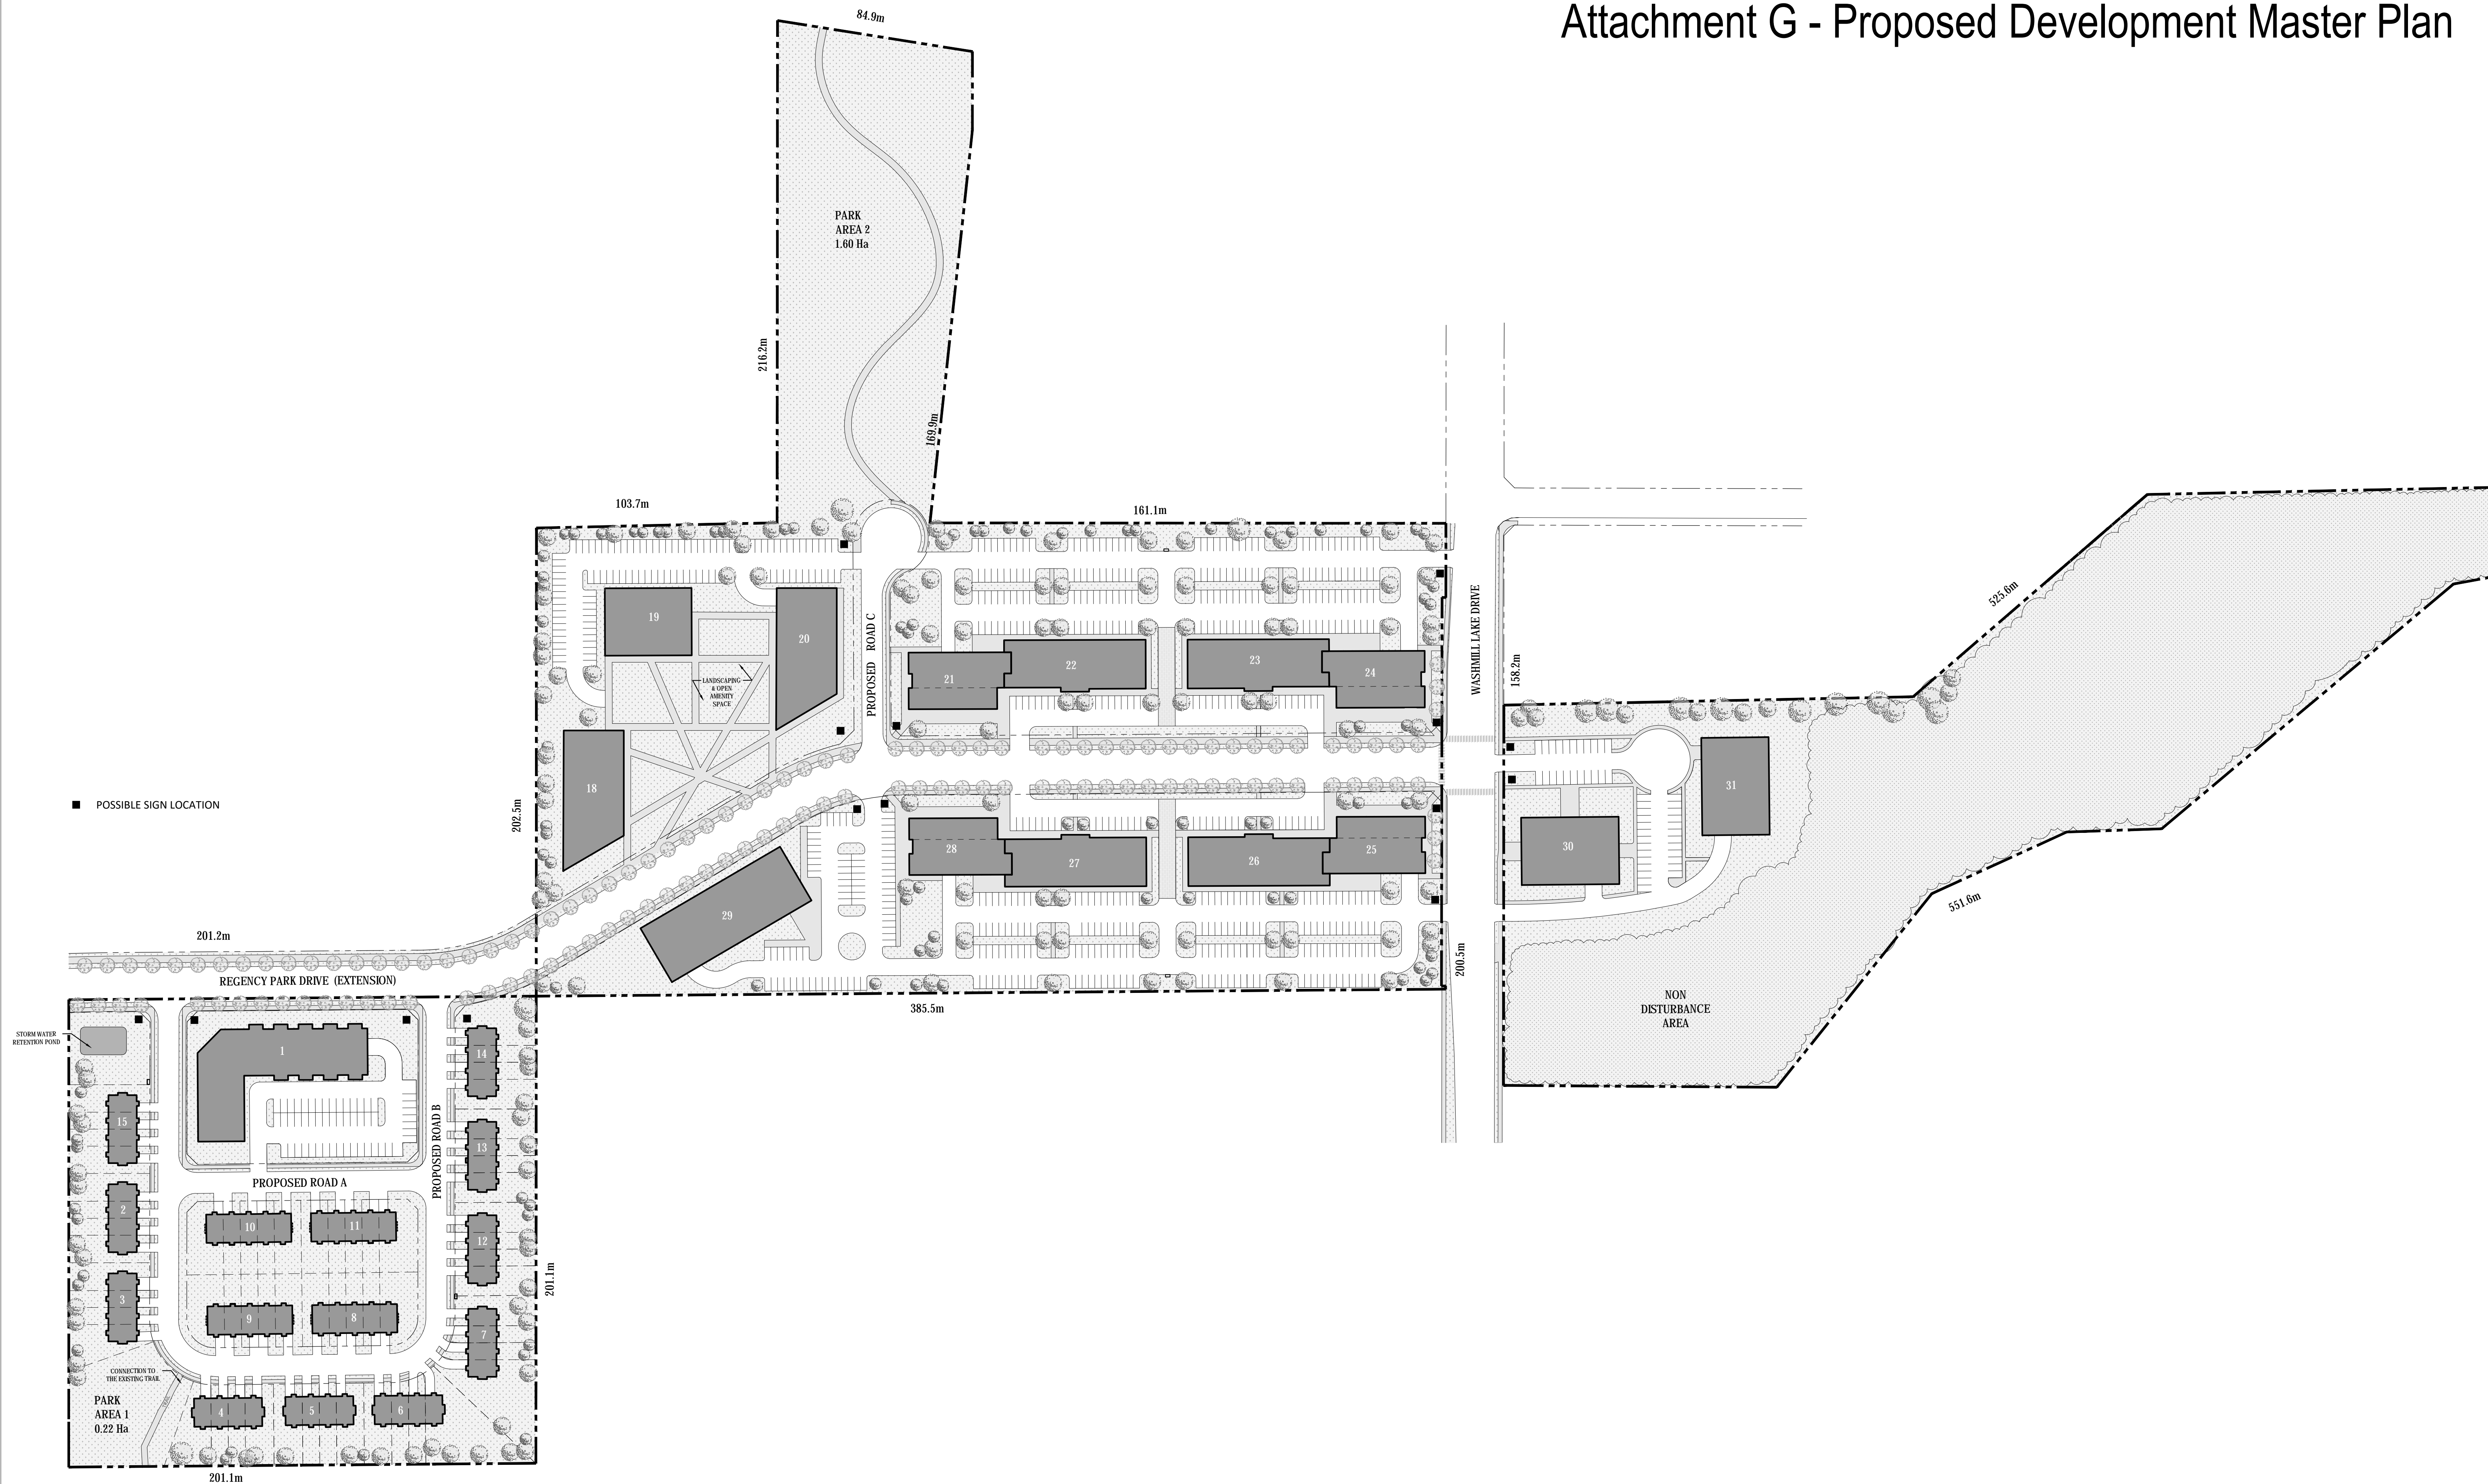 Attachment G - Proposed Development Master Plan
84.9m
PARK
AREA 2
1.60 Ha
216.2m
169.9m
103.7m
161.1m
19
20
PROPOSED ROAD C
LANDSCAPING
& OPEN
AMENITY
SPACE
21
22
23
24
WASHMILL LAKE DRIVE
158.2m
525.6m
18
202.5m
POSSIBLE SIGN LOCATION
31
30
28
27
26
25
29
551.6m
201.2m
REGENCY PARK DRIVE (EXTENSION)
200.5m
385.5m
NON
DISTURBANCE
AREA
STORM WATER
RETENTION POND
1
14
15
13
PROPOSED ROAD B
PROPOSED ROAD A
2
10
11
12
201.1m
3
9
8
7
CONNECTION TO
THE EXISTING TRAIL
PARK
AREA 1
0.22 Ha
4
5
6
201.1m